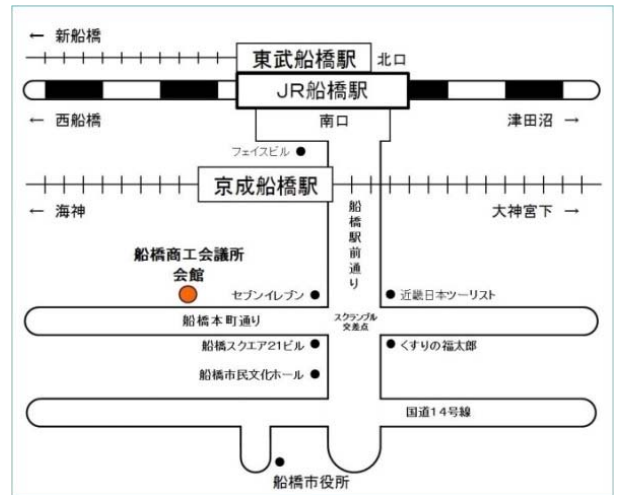 ← 新船橋
東武船橋駅 北口
JR船橋駅
← 西船橋 南口 津田沼 →
フェイスビル
京成船橋駅
← 海神 大神宮下 →
船橋駅前通り
船橋商工会議所
会館
セブンイレブン 近畿日本ツーリスト
船橋本町通り スクランブル
交差点
船橋スクエア21ビル くすりの福太郎
船橋市民文化ホール
国道14号線
船橋市役所